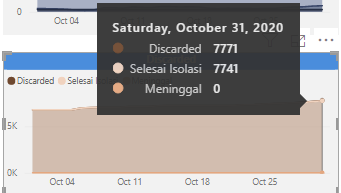 Oct 04
Saturday, October 31, 2020
Discarded 7771
Selesai Isolasi 7741
Meninggal 0
Discarded Selesai
5K
0K
Oct 04 Oct 11 Oct 18 Oct 25